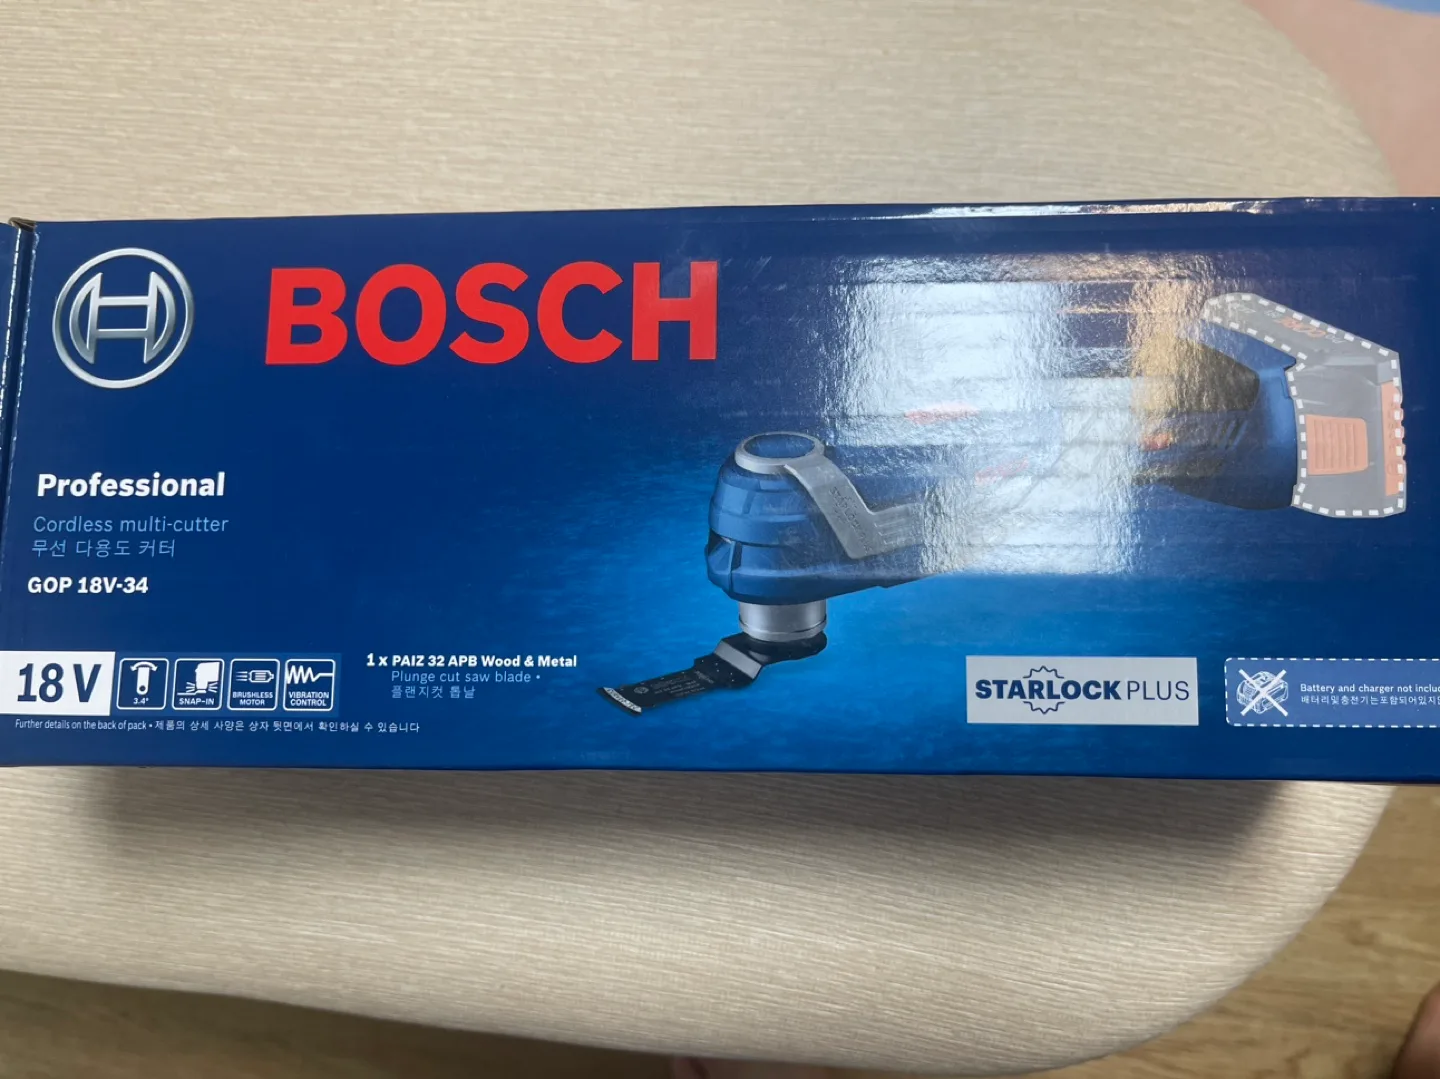 BOSCH
Professional
Cordless multi-cutter
무선 다용도 커터
GOP 18V-34
18 V
3.4°
SNAP-IN
BRUSHLESS
MOTOR
VIBRATION
CONTROL
1 x PAIZ 32 APB Wood & Metal
Plunge cut saw blade •
플랜지컷 톱날
STARLOCK PLUS
Battery and charger not
배터리및충전기는포함되어있지
Further details on the back of pack • 제품의 상세 사양은 상자 뒷면에서 확인하실 수 있습니다